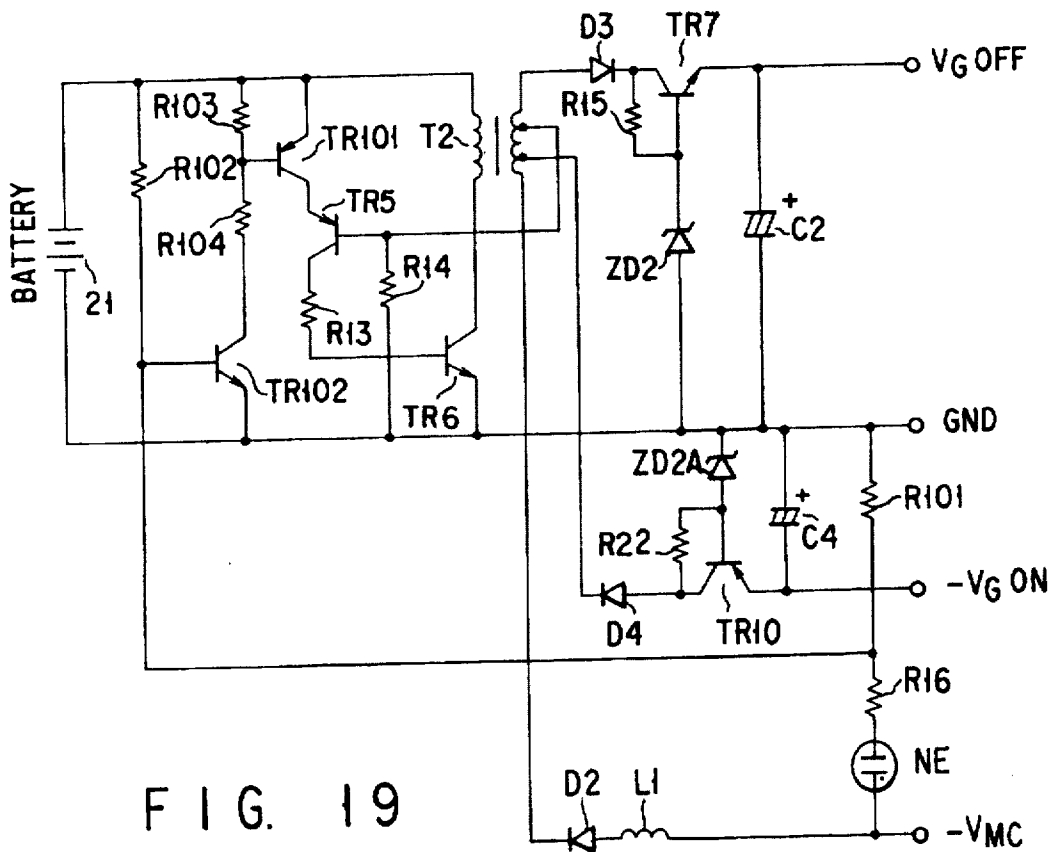 D3
TR7
VG OFF
R103
R15
TR101
T2
R102
TR5
+
C2
BATTERY
R104
ZD2
R14
21
R13
TR102
TR6
GND
ZD2A
+
R101
C4
R22
-VG ON
D4
TR10
R16
NE
FIG. 19
D2
L1
-VMC